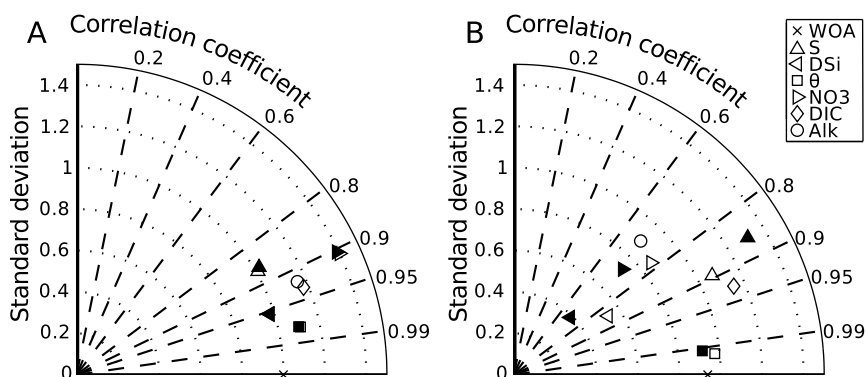 A
Correlation coefficient
0.2
0.4
0.6
0.8
0.9
0.95
0.99
Standard deviation
1.4
1.2
1
0.8
0.6
0.4
0.2
0
B
Correlation coefficient
0.2
0.4
0.6
0.8
0.9
0.95
0.99
Standard deviation
1.4
1.2
1
0.8
0.6
0.4
0.2
0
WOA
S
DSi
θ
NO3
DIC
Alk